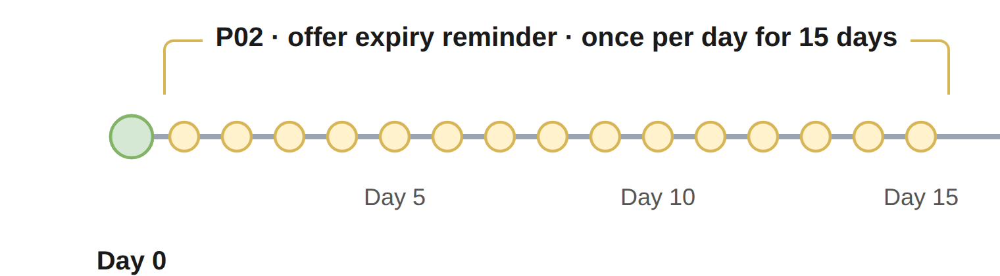 P02 · offer expiry reminder · once per day for 15 days
Day 5
Day 10
Day 15
Day 0